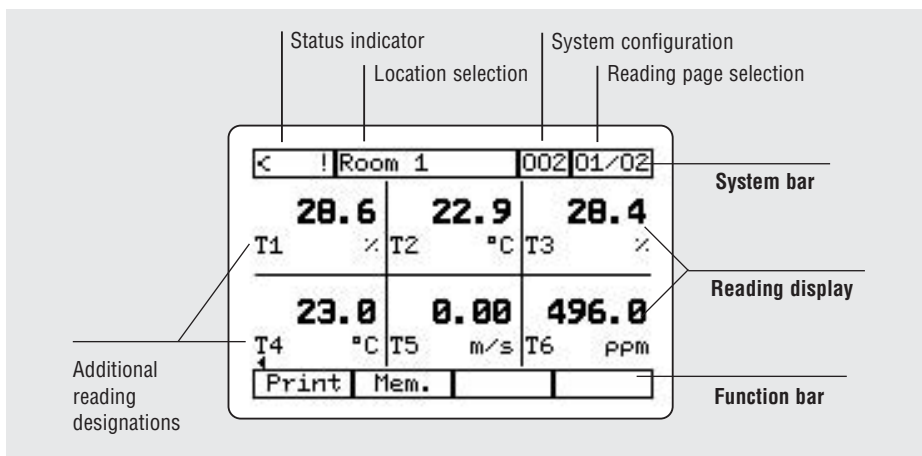 Status indicator
System configuration
Location selection
Reading page selection
< ! Room 1 002 01/02
System bar
28.6 22.9 28.4
T1 % T2 °C T3 %
Reading display
23.0 0.00 496.0
T4 °C T5 m/s T6 ppm
Additional
reading
designations
Print Mem.
Function bar